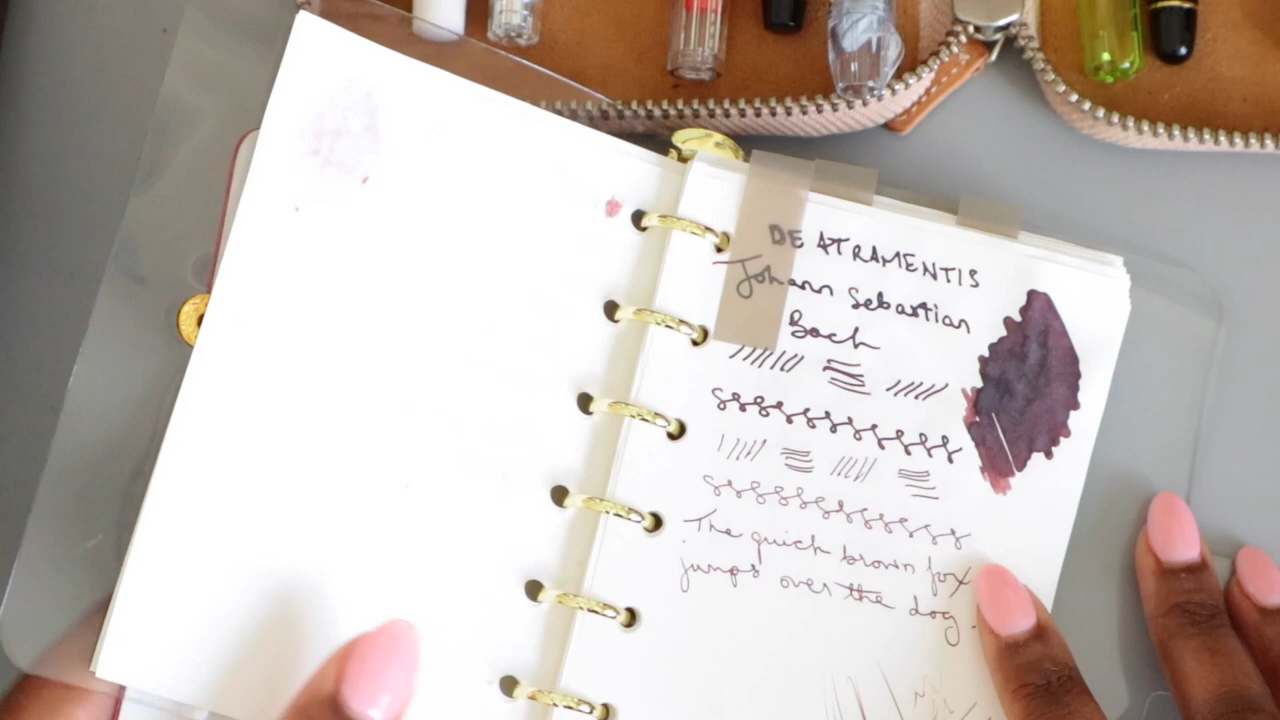 DE ATRAMENTIS
Johann Sebastian
Bach
The quick brown fox
jumps over the dog.